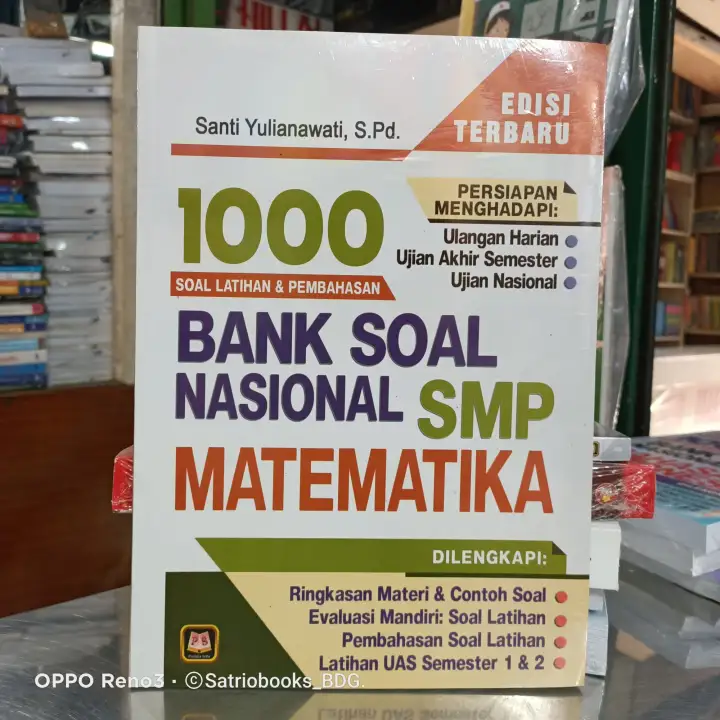 EDISI
TERBARU
Santi Yulianawati, S.Pd.
1000
SOAL LATIHAN & PEMBAHASAN
PERSIAPAN
MENGHADAPI:
Ulangan Harian
Ujian Akhir Semester
Ujian Nasional
BANK SOAL
NASIONAL SMP
MATEMATIKA
DILENGKAPI:
Ringkasan Materi & Contoh Soal
Evaluasi Mandiri: Soal Latihan
Pembahasan Soal Latihan
Latihan UAS Semester 1 & 2
OPPO Reno3 · ©Satriobooks_BDG.